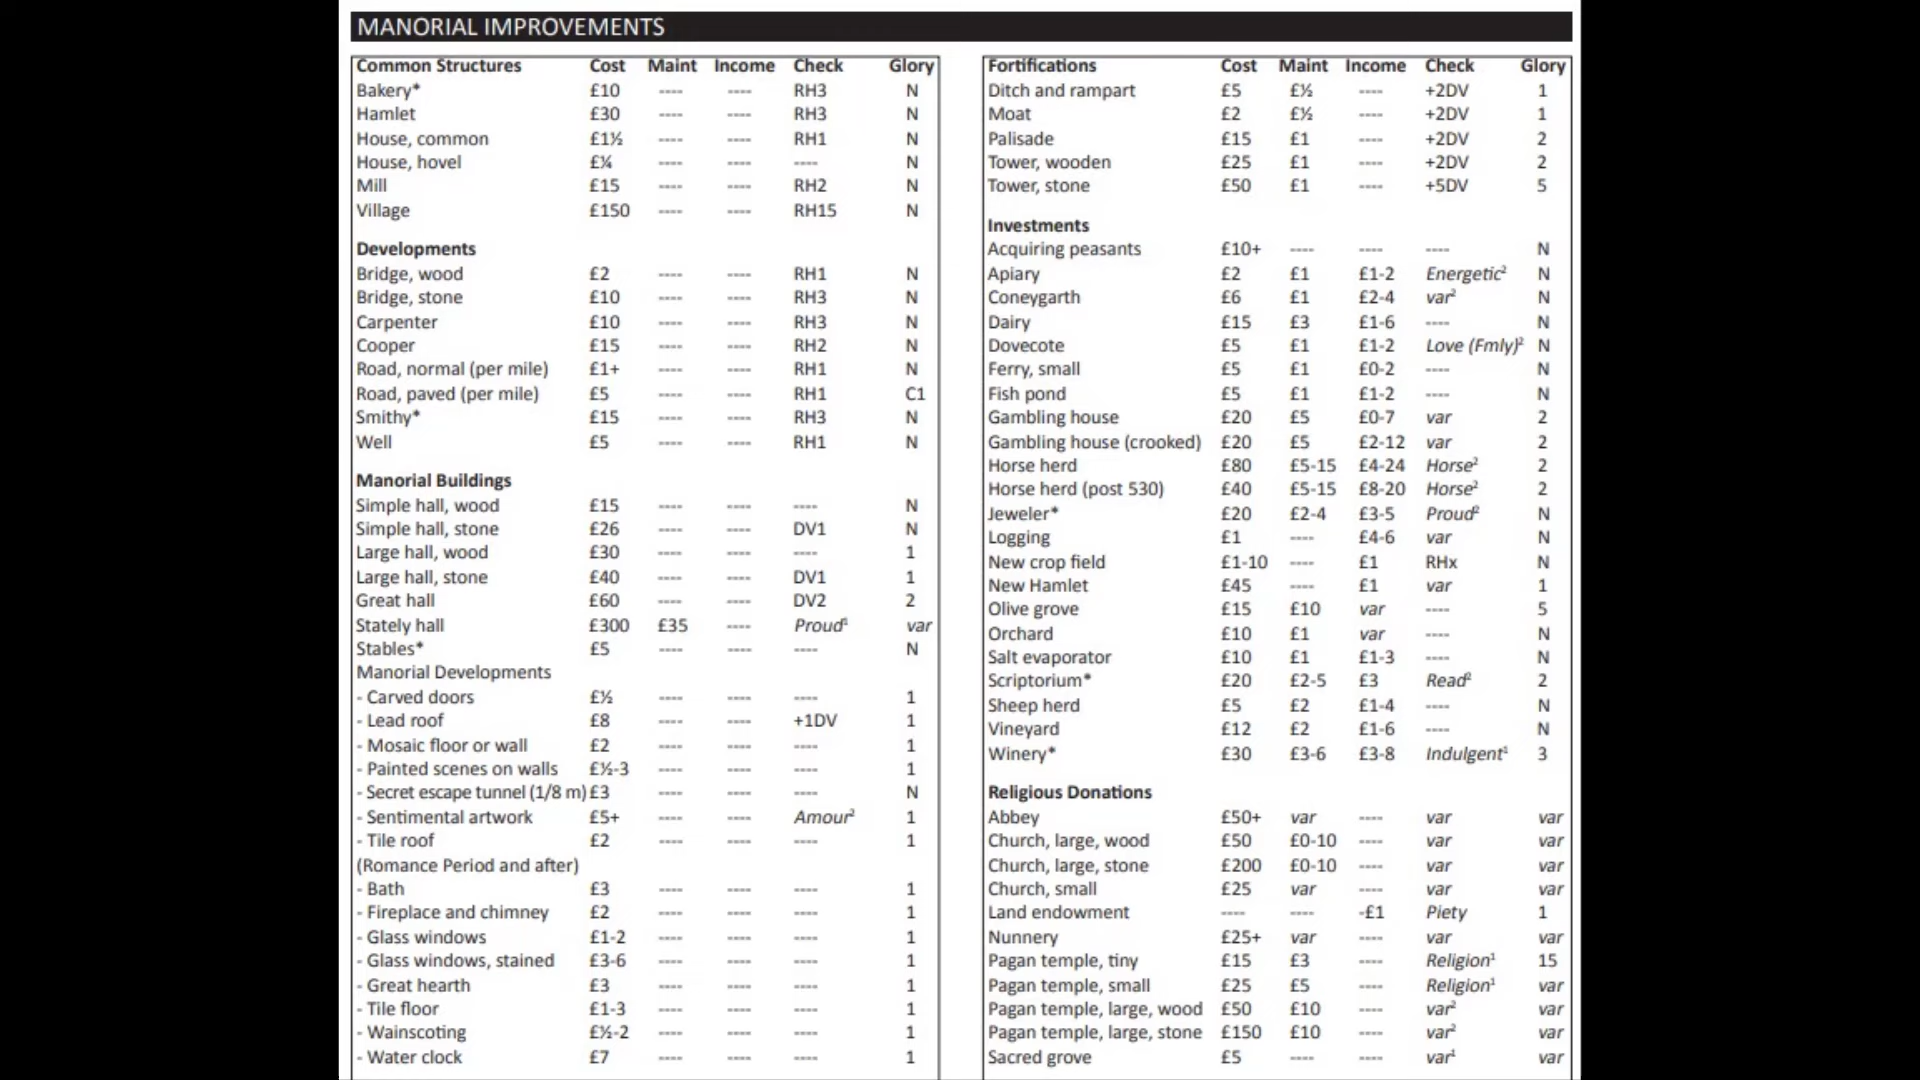 MANORIAL IMPROVEMENTS
Common Structures Cost Maint Income Check Glory
Bakery* £10 ---- ---- RH3 N
Hamlet £30 ---- ---- RH3 N
House, common £1½ ---- ---- RH1 N
House, hovel £¼ ---- ---- ---- N
Mill £15 ---- ---- RH2 N
Village £150 ---- ---- RH15 N
Developments
Bridge, wood £2 ---- ---- RH1 N
Bridge, stone £10 ---- ---- RH3 N
Carpenter £10 ---- ---- RH3 N
Cooper £15 ---- ---- RH2 N
Road, normal (per mile) £1+ ---- ---- RH1 N
Road, paved (per mile) £5 ---- ---- RH1 C1
Smithy* £15 ---- ---- RH3 N
Well £5 ---- ---- RH1 N
Manorial Buildings
Simple hall, wood £15 ---- ---- ---- N
Simple hall, stone £26 ---- ---- DV1 N
Large hall, wood £30 ---- ---- ---- 1
Large hall, stone £40 ---- ---- DV1 1
Great hall £60 ---- ---- DV2 2
Stately hall £300 £35 ---- Proud¹ var
Stables* £5 ---- ---- ---- N
Manorial Developments
- Carved doors £½ ---- ---- ---- 1
- Lead roof £8 ---- ---- +1DV 1
- Mosaic floor or wall £2 ---- ---- ---- 1
- Painted scenes on walls £½-3 ---- ---- ---- 1
- Secret escape tunnel (1/8 m) £3 ---- ---- ---- N
- Sentimental artwork £5+ ---- ---- Amour² 1
- Tile roof £2 ---- ---- ---- 1
(Romance Period and after)
- Bath £3 ---- ---- ---- 1
- Fireplace and chimney £2 ---- ---- ---- 1
- Glass windows £1-2 ---- ---- ---- 1
- Glass windows, stained £3-6 ---- ---- ---- 1
- Great hearth £3 ---- ---- ---- 1
- Tile floor £1-3 ---- ---- ---- 1
- Wainscoting £½-2 ---- ---- ---- 1
- Water clock £7 ---- ---- ---- 1
Fortifications Cost Maint Income Check Glory
Ditch and rampart £5 £½ ---- +2DV 1
Moat £2 £½ ---- +2DV 1
Palisade £15 £1 ---- +2DV 2
Tower, wooden £25 £1 ---- +2DV 2
Tower, stone £50 £1 ---- +5DV 5
Investments
Acquiring peasants £10+ ---- ---- ---- N
Apiary £2 £1 £1-2 Energetic² N
Coneygarth £6 £1 £2-4 var² N
Dairy £15 £3 £1-6 ---- N
Dovecote £5 £1 £1-2 Love (Fmly)² N
Ferry, small £5 £1 £0-2 ---- N
Fish pond £5 £1 £1-2 ---- N
Gambling house £20 £5 £0-7 var 2
Gambling house (crooked) £20 £5 £2-12 var 2
Horse herd £80 £5-15 £4-24 Horse² 2
Horse herd (post 530) £40 £5-15 £8-20 Horse² 2
Jeweler* £20 £2-4 £3-5 Proud² N
Logging £1 ---- £4-6 var N
New crop field £1-10 ---- £1 RHx N
New Hamlet £45 ---- £1 var 1
Olive grove £15 £10 var ---- 5
Orchard £10 £1 var ---- N
Salt evaporator £10 £1 £1-3 ---- N
Scriptorium* £20 £2-5 £3 Read² 2
Sheep herd £5 £2 £1-4 ---- N
Vineyard £12 £2 £1-6 ---- N
Winery* £30 £3-6 £3-8 Indulgent¹ 3
Religious Donations
Abbey £50+ var ---- var var
Church, large, wood £50 £0-10 ---- var var
Church, large, stone £200 £0-10 ---- var var
Church, small £25 var ---- var var
Land endowment ---- ---- -£1 Piety 1
Nunnery £25+ var ---- var var
Pagan temple, tiny £15 £3 ---- Religion¹ 15
Pagan temple, small £25 £5 ---- Religion¹ var
Pagan temple, large, wood £50 £10 ---- var² var
Pagan temple, large, stone £150 £10 ---- var² var
Sacred grove £5 ---- ---- var¹ var